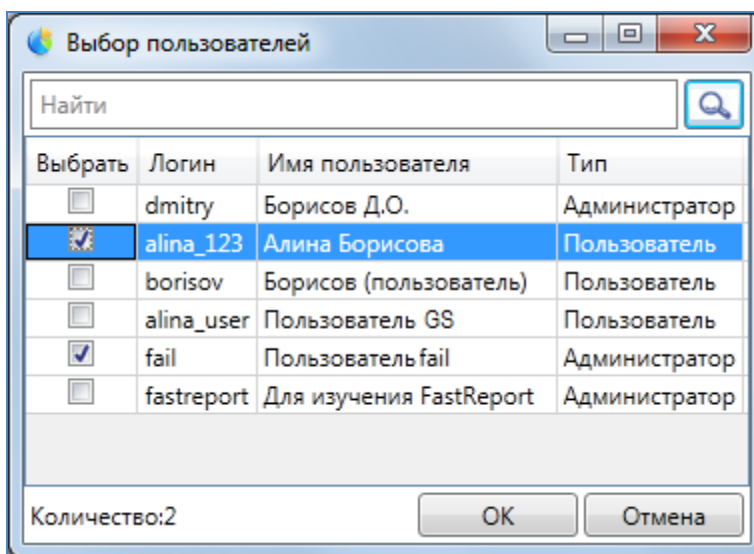 Выбор пользователей
Найти
Выбрать Логин Имя пользователя Тип
dmitry Борисов Д.О. Администратор
alina_123 Алина Борисова Пользователь
borisov Борисов (пользователь) Пользователь
alina_user Пользователь GS Пользователь
fail Пользователь fail Администратор
fastreport Для изучения FastReport Администратор
Количество:2 OK Отмена